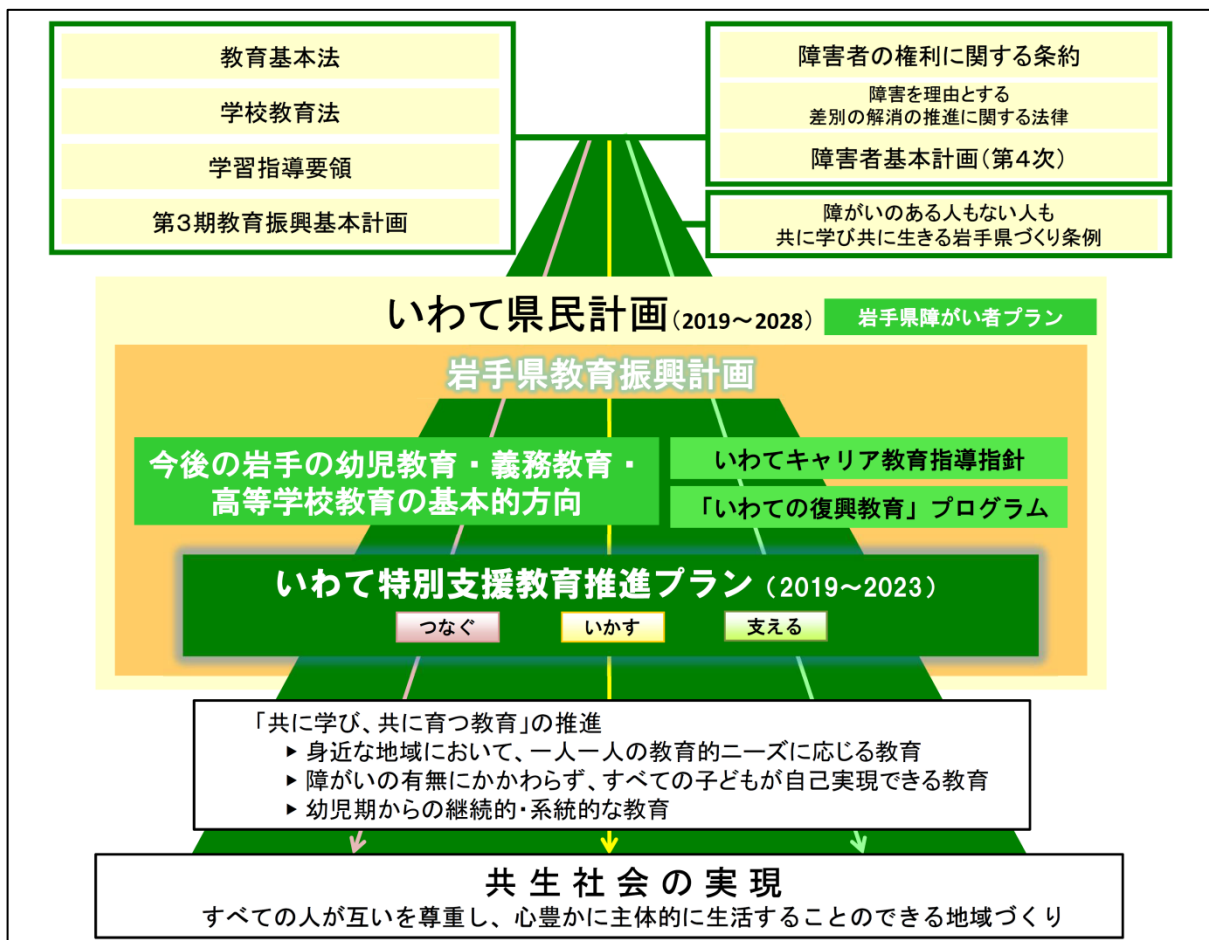 教育基本法
学校教育法
学習指導要領
第3期教育振興基本計画
障害者の権利に関する条約
障害を理由とする
差別の解消の推進に関する法律
障害者基本計画(第4次)
障がいのある人もない人も
共に学び共に生きる岩手県づくり条例
いわて県民計画(2019～2028)
岩手県障がい者プラン
岩手県教育振興計画
今後の岩手の幼児教育・義務教育・
高等学校教育の基本的方向
いわてキャリア教育指導指針
「いわての復興教育」プログラム
いわて特別支援教育推進プラン(2019～2023)
つなぐ
いかす
支える
「共に学び、共に育つ教育」の推進
▶ 身近な地域において、一人一人の教育的ニーズに応じる教育
▶ 障がいの有無にかかわらず、すべての子どもが自己実現できる教育
▶ 幼児期からの継続的・系統的な教育
共生社会の実現
すべての人が互いを尊重し、心豊かに主体的に生活することのできる地域づくり